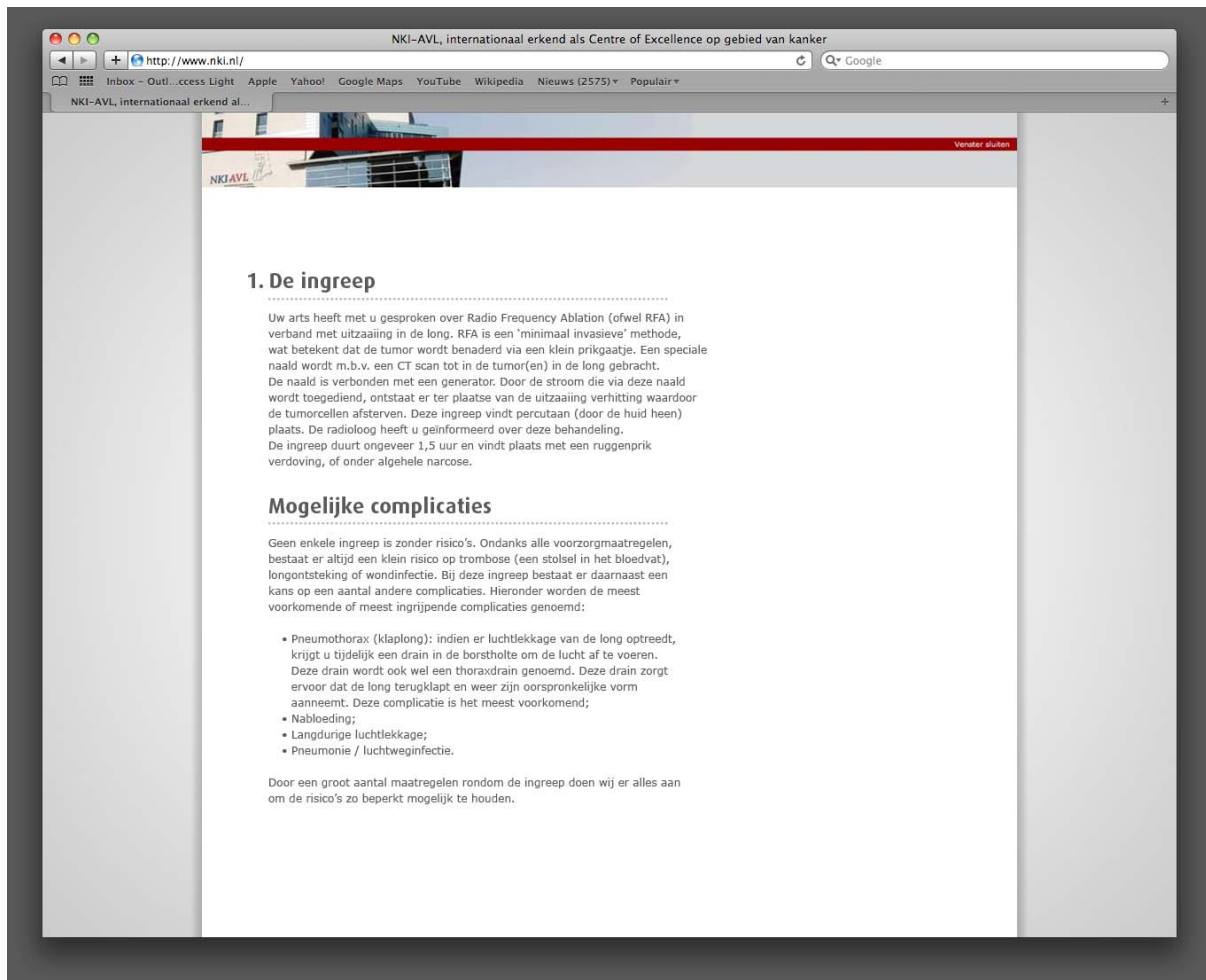 NKI-AVL, internationaal erkend als Centre of Excellence op gebied van kanker
http://www.nki.nl/
Google
Inbox - Outl...ccess Light Apple Yahoo! Google Maps YouTube Wikipedia Nieuws (2575) Populair
NKI-AVL, internationaal erkend al...
Venster sluiten
NKI-AVL
1. De ingreep
Uw arts heeft met u gesproken over Radio Frequency Ablation (ofwel RFA) in
verband met uitzaaiing in de long. RFA is een ‘minimaal invasieve’ methode,
wat betekent dat de tumor wordt benaderd via een klein prikgaatje. Een speciale
naald wordt m.b.v. een CT scan tot in de tumor(en) in de long gebracht.
De naald is verbonden met een generator. Door de stroom die via deze naald
wordt toegediend, ontstaat er ter plaatse van de uitzaaiing verhitting waardoor
de tumorcellen afsterven. Deze ingreep vindt percutaan (door de huid heen)
plaats. De radioloog heeft u geïnformeerd over deze behandeling.
De ingreep duurt ongeveer 1,5 uur en vindt plaats met een ruggenprik
verdoving, of onder algehele narcose.
Mogelijke complicaties
Geen enkele ingreep is zonder risico’s. Ondanks alle voorzorgmaatregelen,
bestaat er altijd een klein risico op trombose (een stolsel in het bloedvat),
longontsteking of wondinfectie. Bij deze ingreep bestaat er daarnaast een
kans op een aantal andere complicaties. Hieronder worden de meest
voorkomende of meest ingrijpende complicaties genoemd:
• Pneumothorax (klaplong): indien er luchtlekkage van de long optreedt,
krijgt u tijdelijk een drain in de borstholte om de lucht af te voeren.
Deze drain wordt ook wel een thoraxdrain genoemd. Deze drain zorgt
ervoor dat de long terugklapt en weer zijn oorspronkelijke vorm
aanneemt. Deze complicatie is het meest voorkomend;
• Nabloeding;
• Langdurige luchtlekkage;
• Pneumonie / luchtweginfectie.
Door een groot aantal maatregelen rondom de ingreep doen wij er alles aan
om de risico’s zo beperkt mogelijk te houden.